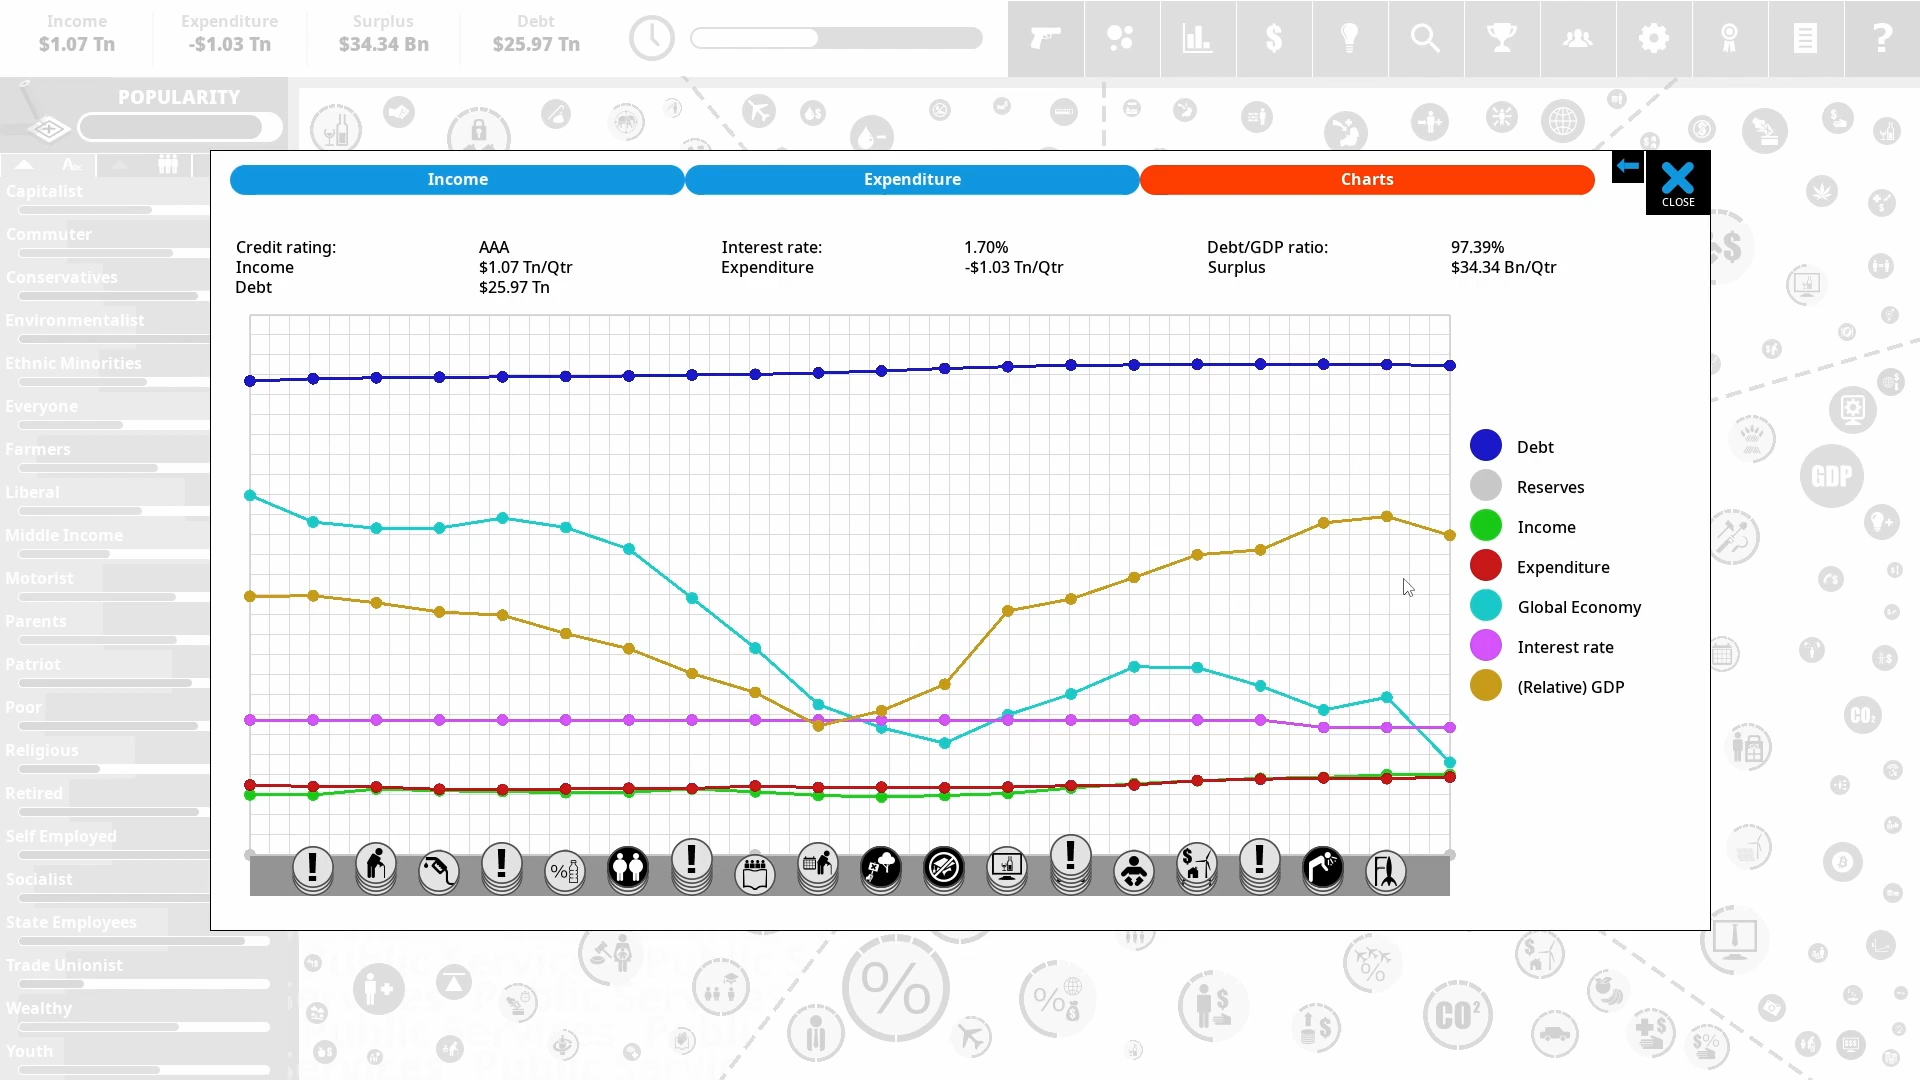 Income Expenditure Surplus Debt
$1.07 Tn -$1.03 Tn $34.34 Bn $25.97 Tn
POPULARITY
Income Expenditure Charts
CLOSE
Credit rating: AAA Interest rate: 1.70% Debt/GDP ratio: 97.39%
Income $1.07 Tn/Qtr Expenditure -$1.03 Tn/Qtr Surplus $34.34 Bn/Qtr
Debt $25.97 Tn
Debt
Reserves
Income
Expenditure
Global Economy
Interest rate
(Relative) GDP
Capitalist
Commuter
Conservatives
Environmentalist
Ethnic Minorities
Everyone
Farmers
Liberal
Middle Income
Motorist
Parents
Patriot
Poor
Religious
Retired
Self Employed
Socialist
State Employees
Trade Unionist
Wealthy
Youth
GDP
CO₂
CO²